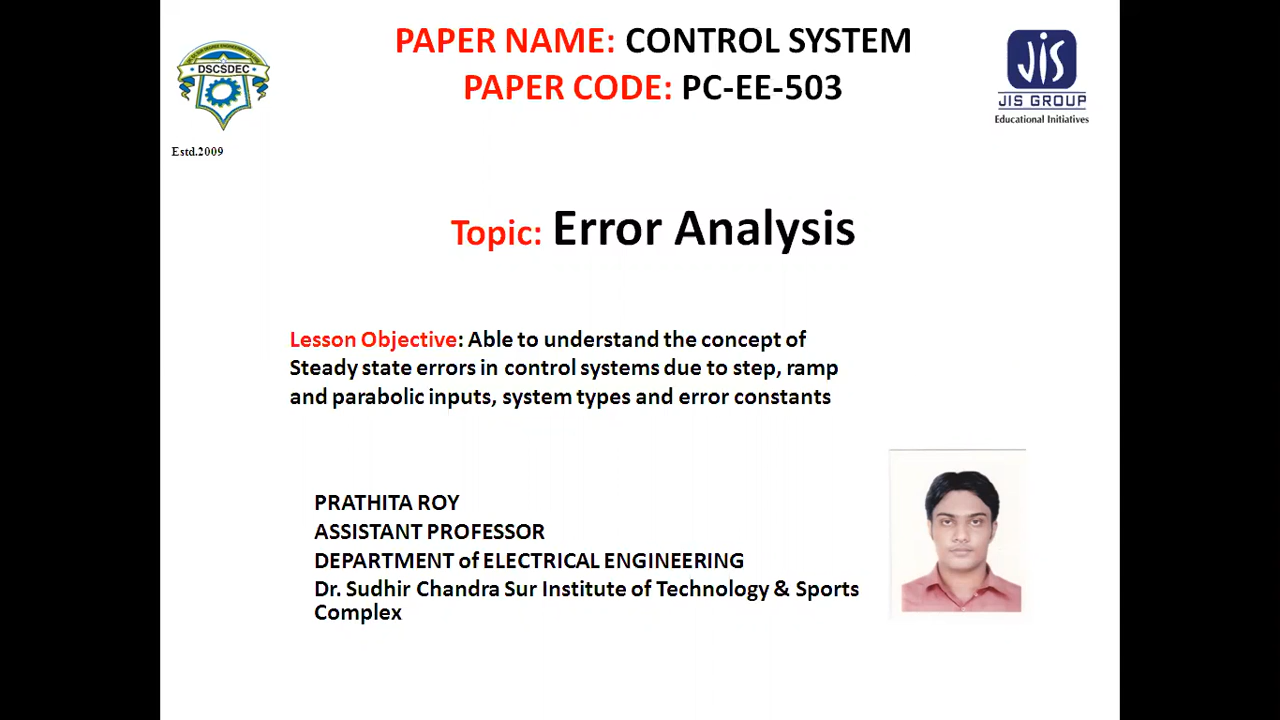 PAPER NAME: CONTROL SYSTEM
PAPER CODE: PC-EE-503
DSCSDEC
Estd.2009
JIS
JIS GROUP
Educational Initiatives
Topic: Error Analysis
Lesson Objective: Able to understand the concept of
Steady state errors in control systems due to step, ramp
and parabolic inputs, system types and error constants
PRATHITA ROY
ASSISTANT PROFESSOR
DEPARTMENT of ELECTRICAL ENGINEERING
Dr. Sudhir Chandra Sur Institute of Technology & Sports
Complex